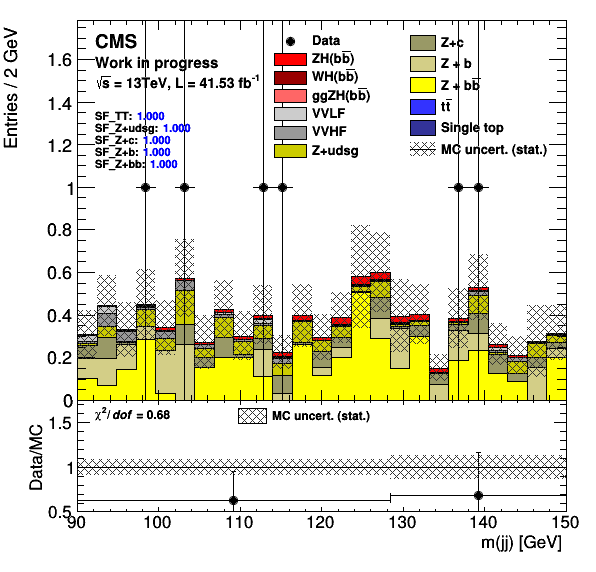 Entries / 2 GeV
1.6
1.4
1.2
1
0.8
0.6
0.4
0.2
0
CMS
Work in progress
√s = 13TeV, L = 41.53 fb⁻¹
SF_TT: 1.000
SF_Z+udsg: 1.000
SF_Z+c: 1.000
SF_Z+b: 1.000
SF_Z+bb: 1.000
Data
ZH(bb̅)
WH(bb̅)
ggZH(bb̅)
VVLF
VVHF
Z+udsg
Z+c
Z + b
Z + bb̅
tt̅
Single top
MC uncert. (stat.)
Data/MC
1.5
1
0.5
χ²/dof = 0.68
MC uncert. (stat.)
90 100 110 120 130 140 150
m(jj) [GeV]